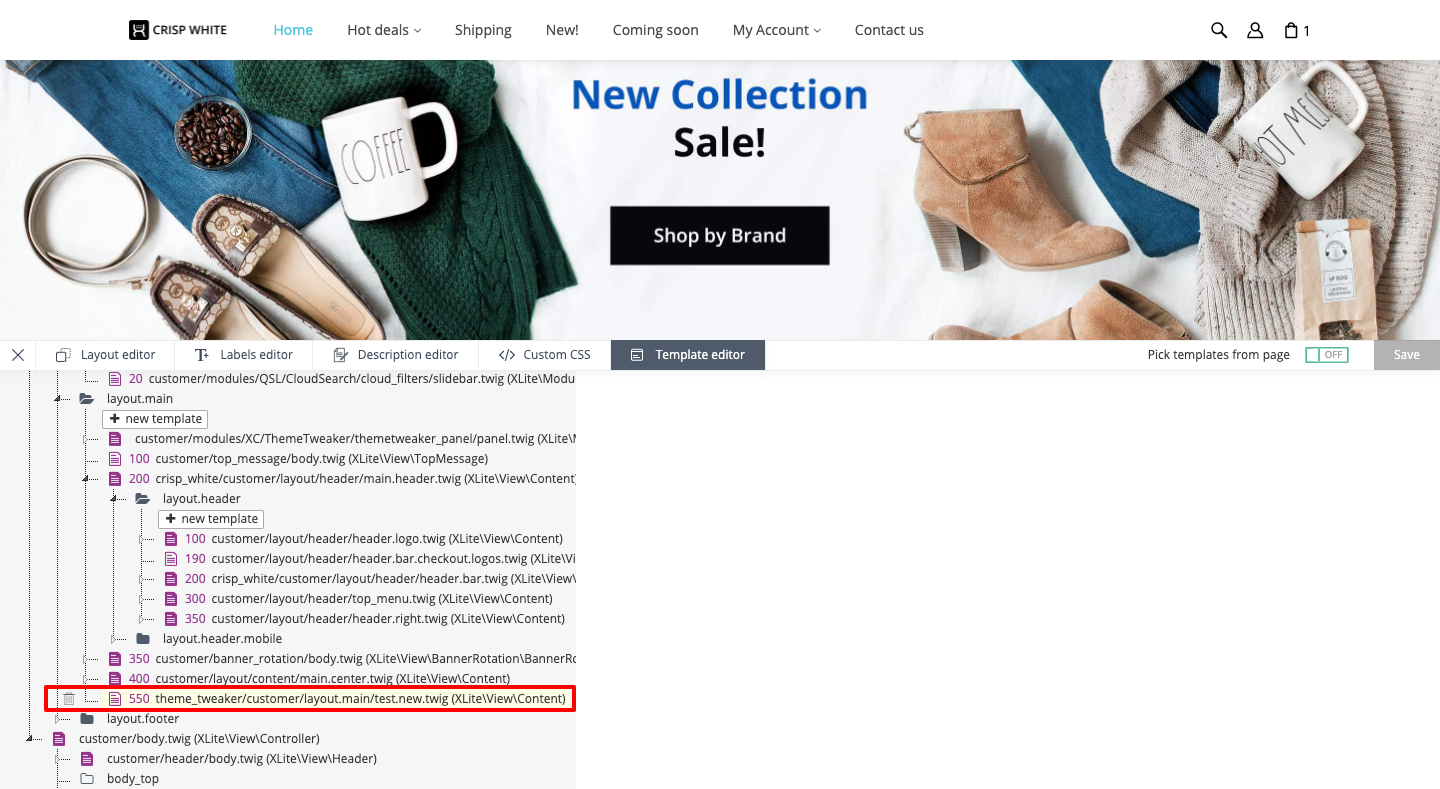 CRISP WHITE Home Hot deals Shipping New! Coming soon My Account Contact us 1
New Collection
Sale!
COFFEE
Shop by Brand
Layout editor Labels editor Description editor </> Custom CSS Template editor Pick templates from page OFF Save
20 customer/modules/QSL/CloudSearch/cloud_filters/slidebar.twig (XLite\Modu
layout.main
+ new template
customer/modules/XC/ThemeTweaker/themetweaker_panel/panel.twig (XLite\M
100 customer/top_message/body.twig (XLite\View\TopMessage)
200 crisp_white/customer/layout/header/main.header.twig (XLite\View\Content)
layout.header
+ new template
100 customer/layout/header/header.logo.twig (XLite\View\Content)
190 customer/layout/header/header.bar.checkout.logos.twig (XLite\Vi
200 crisp_white/customer/layout/header/header.bar.twig (XLite\View\
300 customer/layout/header/top_menu.twig (XLite\View\Content)
350 customer/layout/header/header.right.twig (XLite\View\Content)
layout.header.mobile
350 customer/banner_rotation/body.twig (XLite\View\BannerRotation\BannerRo
400 customer/layout/content/main.center.twig (XLite\View\Content)
550 theme_tweaker/customer/layout.main/test.new.twig (XLite\View\Content)
layout.footer
customer/body.twig (XLite\View\Controller)
customer/header/body.twig (XLite\View\Header)
body_top